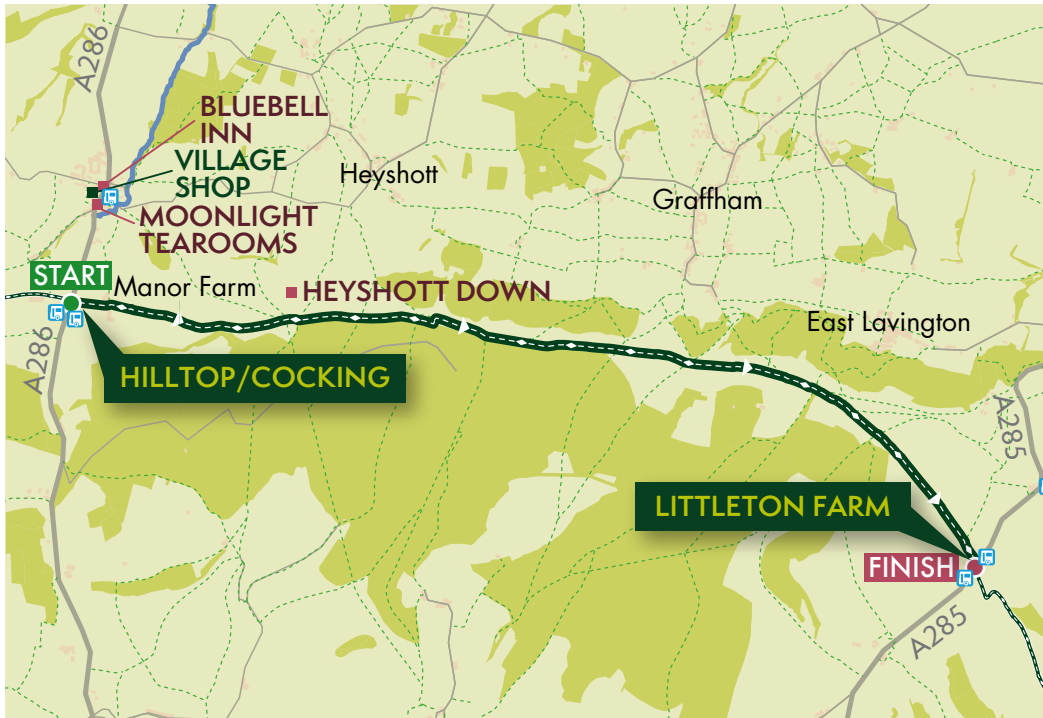 A286
BLUEBELL
INN
VILLAGE
SHOP
MOONLIGHT
TEAROOMS
Heyshott
Graffham
START
Manor Farm
HEYSHOTT DOWN
East Lavington
A286
HILLTOP/COCKING
A285
LITTLETON FARM
FINISH
A285